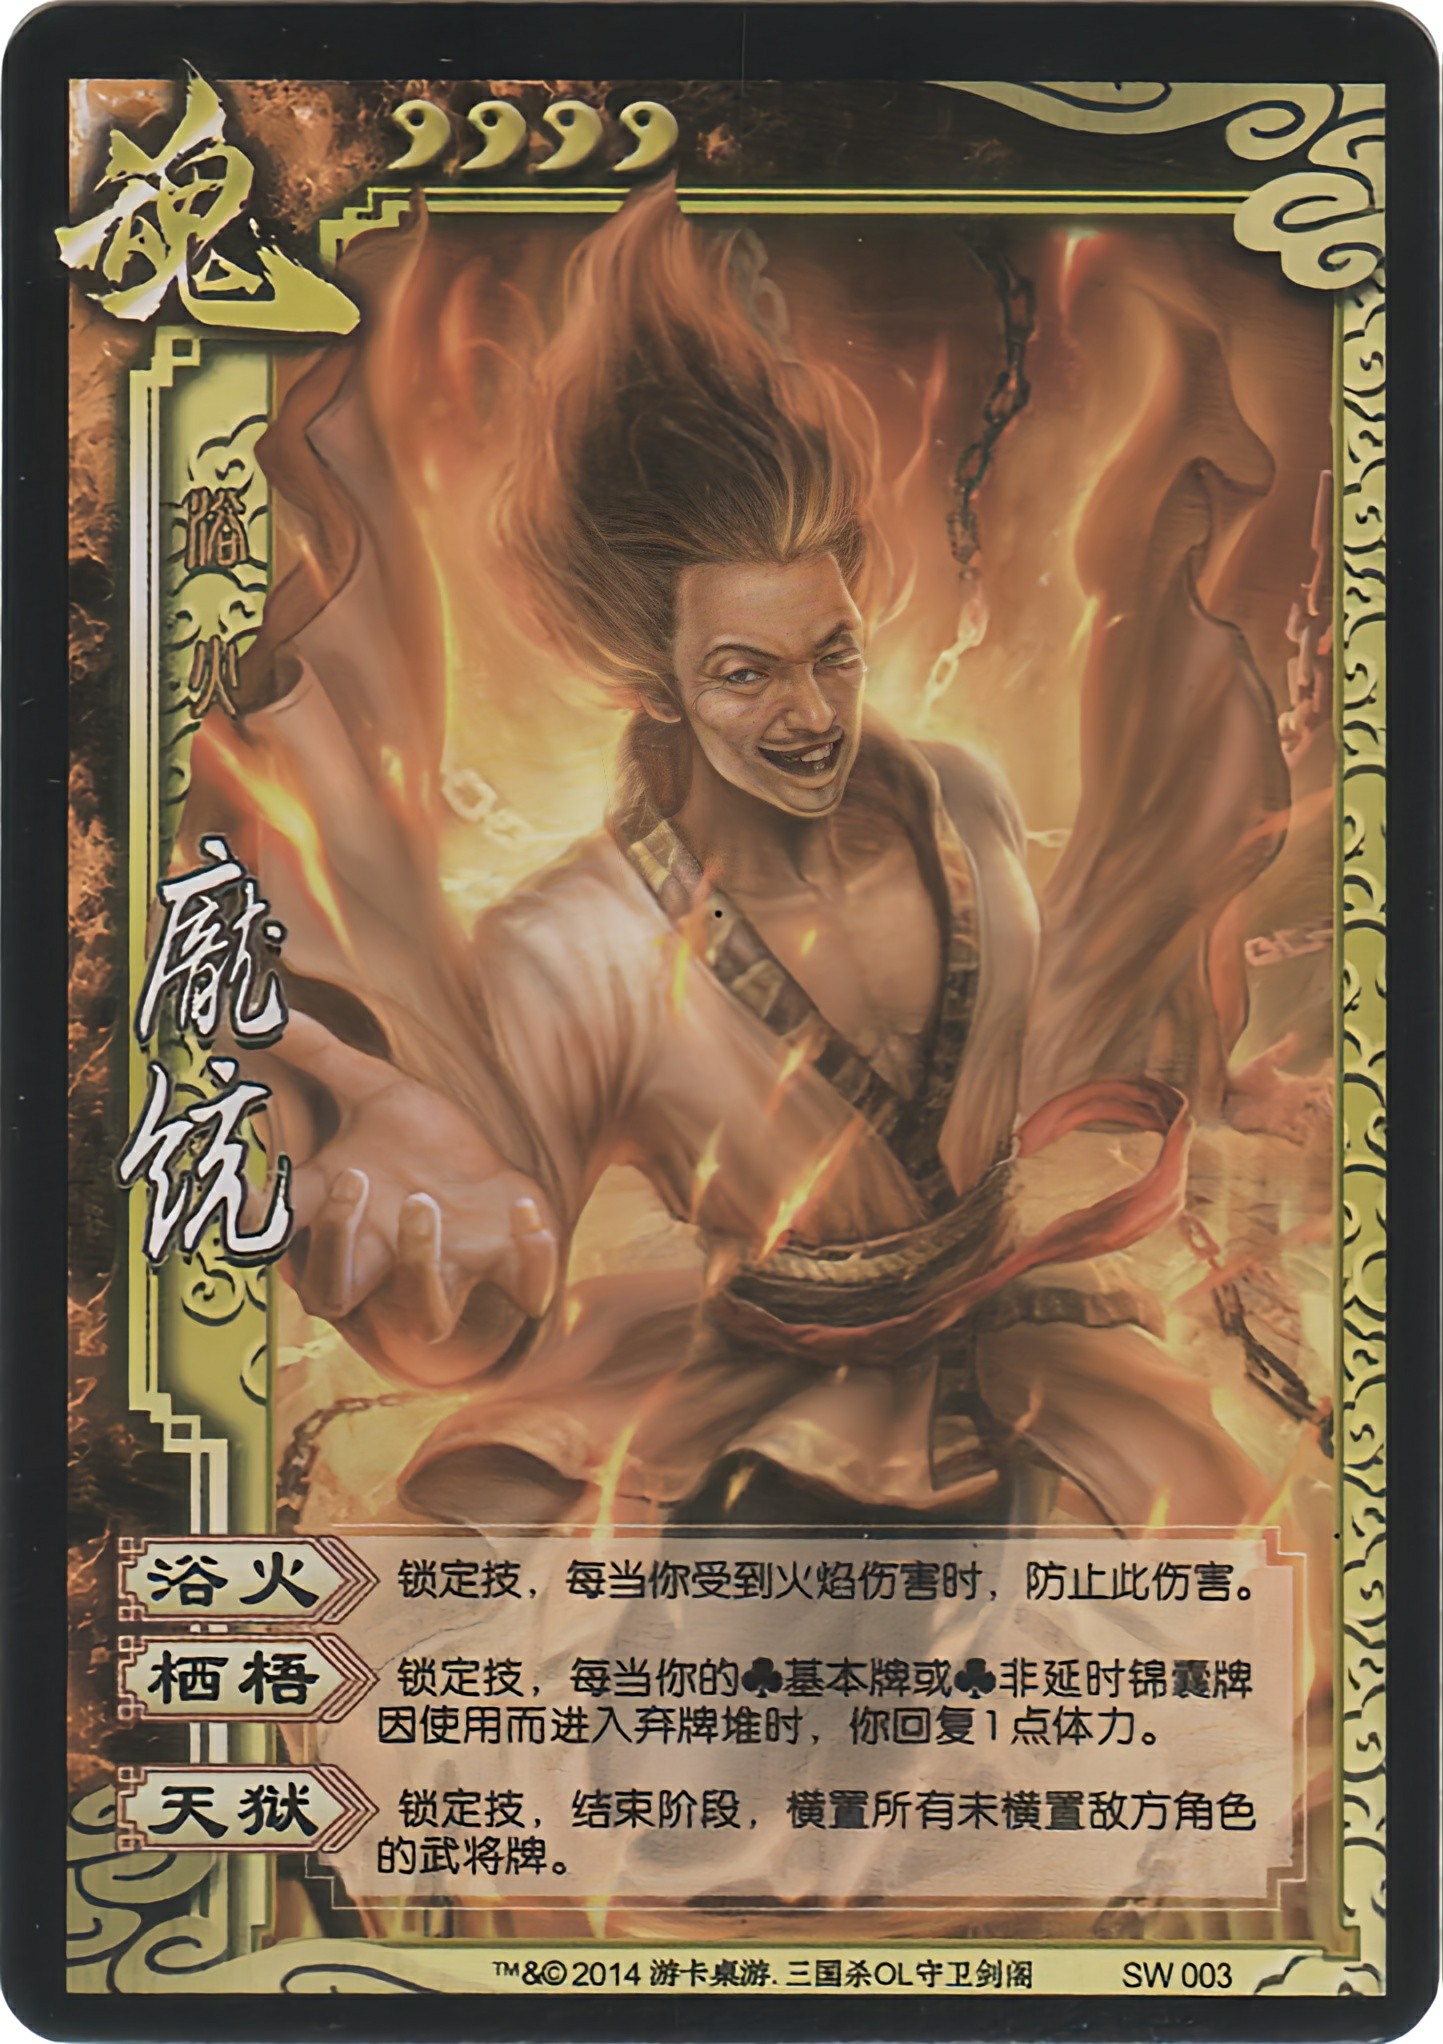 魂
浴火
龐统
浴火
锁定技，每当你受到火焰伤害时，防止此伤害。
栖梧
锁定技，每当你的♣基本牌或♣非延时锦囊牌
因使用而进入弃牌堆时，你回复1点体力。
天狱
锁定技，结束阶段，横置所有未横置敌方角色
的武将牌。
™&©2014 游卡桌游. 三国杀OL守卫剑阁
SW 003